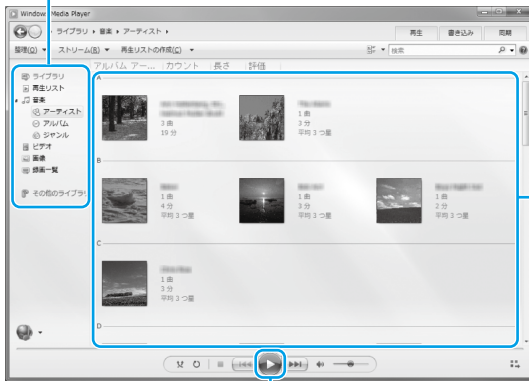 Windows Media Player
ライブラリ ▸ 音楽 ▸ アーティスト ▸
再生 書き込み 同期
整理(O) ▼ ストリーム(R) ▼ 再生リストの作成(C) ▼ 検索
アルバム アー... カウント 長さ 評価
ライブラリ
再生リスト
音楽
アーティスト
アルバム
ジャンル
ビデオ
画像
録画一覧
その他のライブラリ
A
3 曲
19 分
1 曲
3 分
平均 3 つ星
B
1 曲
4 分
平均 3 つ星
1 曲
3 分
平均 3 つ星
1 曲
2 分
平均 3 つ星
C
1 曲
3 分
平均 3 つ星
D